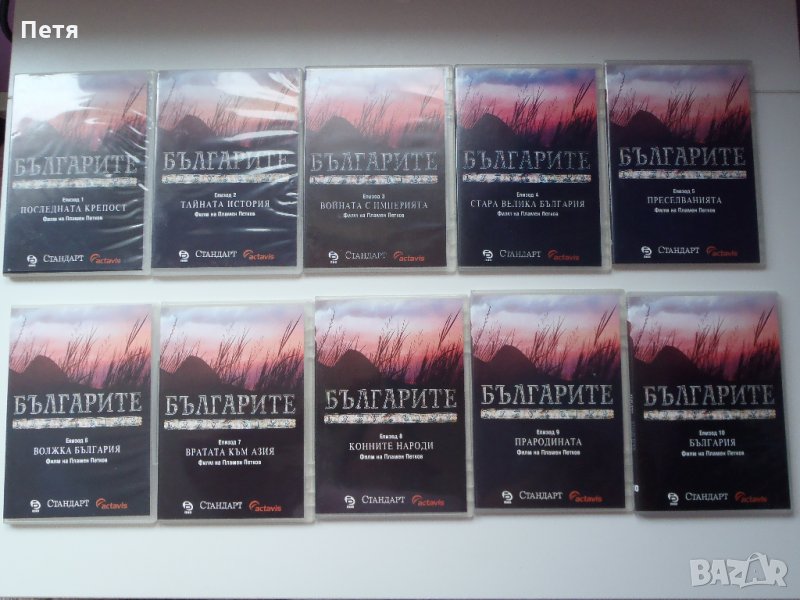 Петя
БЪЛГАРИТЕ
Епизод 1
ПОСЛЕДНАТА КРЕПОСТ
Филм на Пламен Петков
СТАНДАРТ actavis
БЪЛГАРИТЕ
Епизод 2
ТАЙНАТА ИСТОРИЯ
Филм на Пламен Петков
СТАНДАРТ actavis
БЪЛГАРИТЕ
Епизод 3
ВОЙНАТА С ИМПЕРИЯТА
Филм на Пламен Петков
СТАНДАРТ actavis
БЪЛГАРИТЕ
Епизод 4
СТАРА ВЕЛИКА БЪЛГАРИЯ
Филм на Пламен Петков
СТАНДАРТ actavis
БЪЛГАРИТЕ
Епизод 5
ПРЕСЕЛВАНИЯТА
Филм на Пламен Петков
СТАНДАРТ actavis
БЪЛГАРИТЕ
Епизод 6
ВОЛЖКА БЪЛГАРИЯ
Филм на Пламен Петков
СТАНДАРТ actavis
БЪЛГАРИТЕ
Епизод 7
ВРАТАТА КЪМ АЗИЯ
Филм на Пламен Петков
СТАНДАРТ actavis
БЪЛГАРИТЕ
Епизод 8
КОННИТЕ НАРОДИ
Филм на Пламен Петков
СТАНДАРТ actavis
БЪЛГАРИТЕ
Епизод 9
ПРАРОДИНАТА
Филм на Пламен Петков
СТАНДАРТ actavis
БЪЛГАРИТЕ
Епизод 10
БЪЛГАРИЯ
Филм на Пламен Петков
СТАНДАРТ actavis
BAZAR